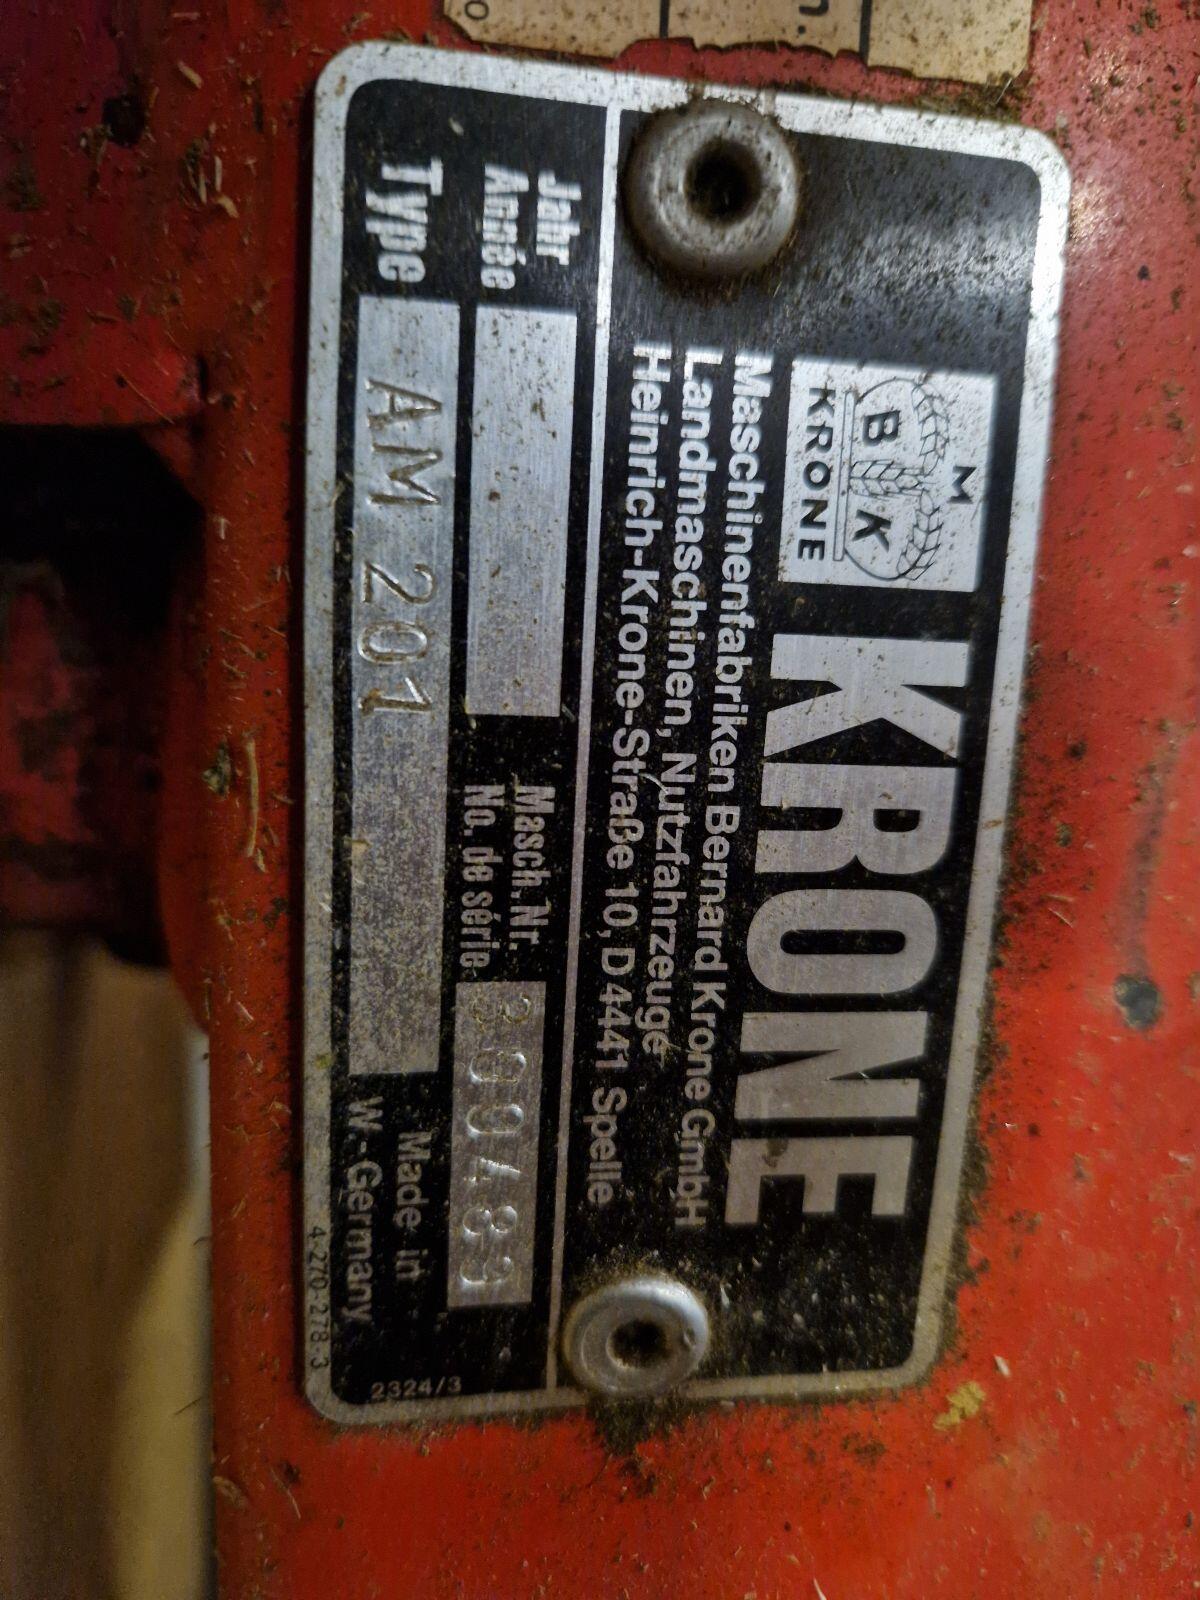 M
B K
KRONE
KRONE
Maschinenfabriken Bernard Krone GmbH
Landmaschinen, Nutzfahrzeuge
Heinrich-Krone-Straße 10, D 4441 Spelle
Jahr
Année
Masch.Nr.
No. de série
309483
Type
AM 201
Made in
W.-Germany
4-270-278-3
2324/3